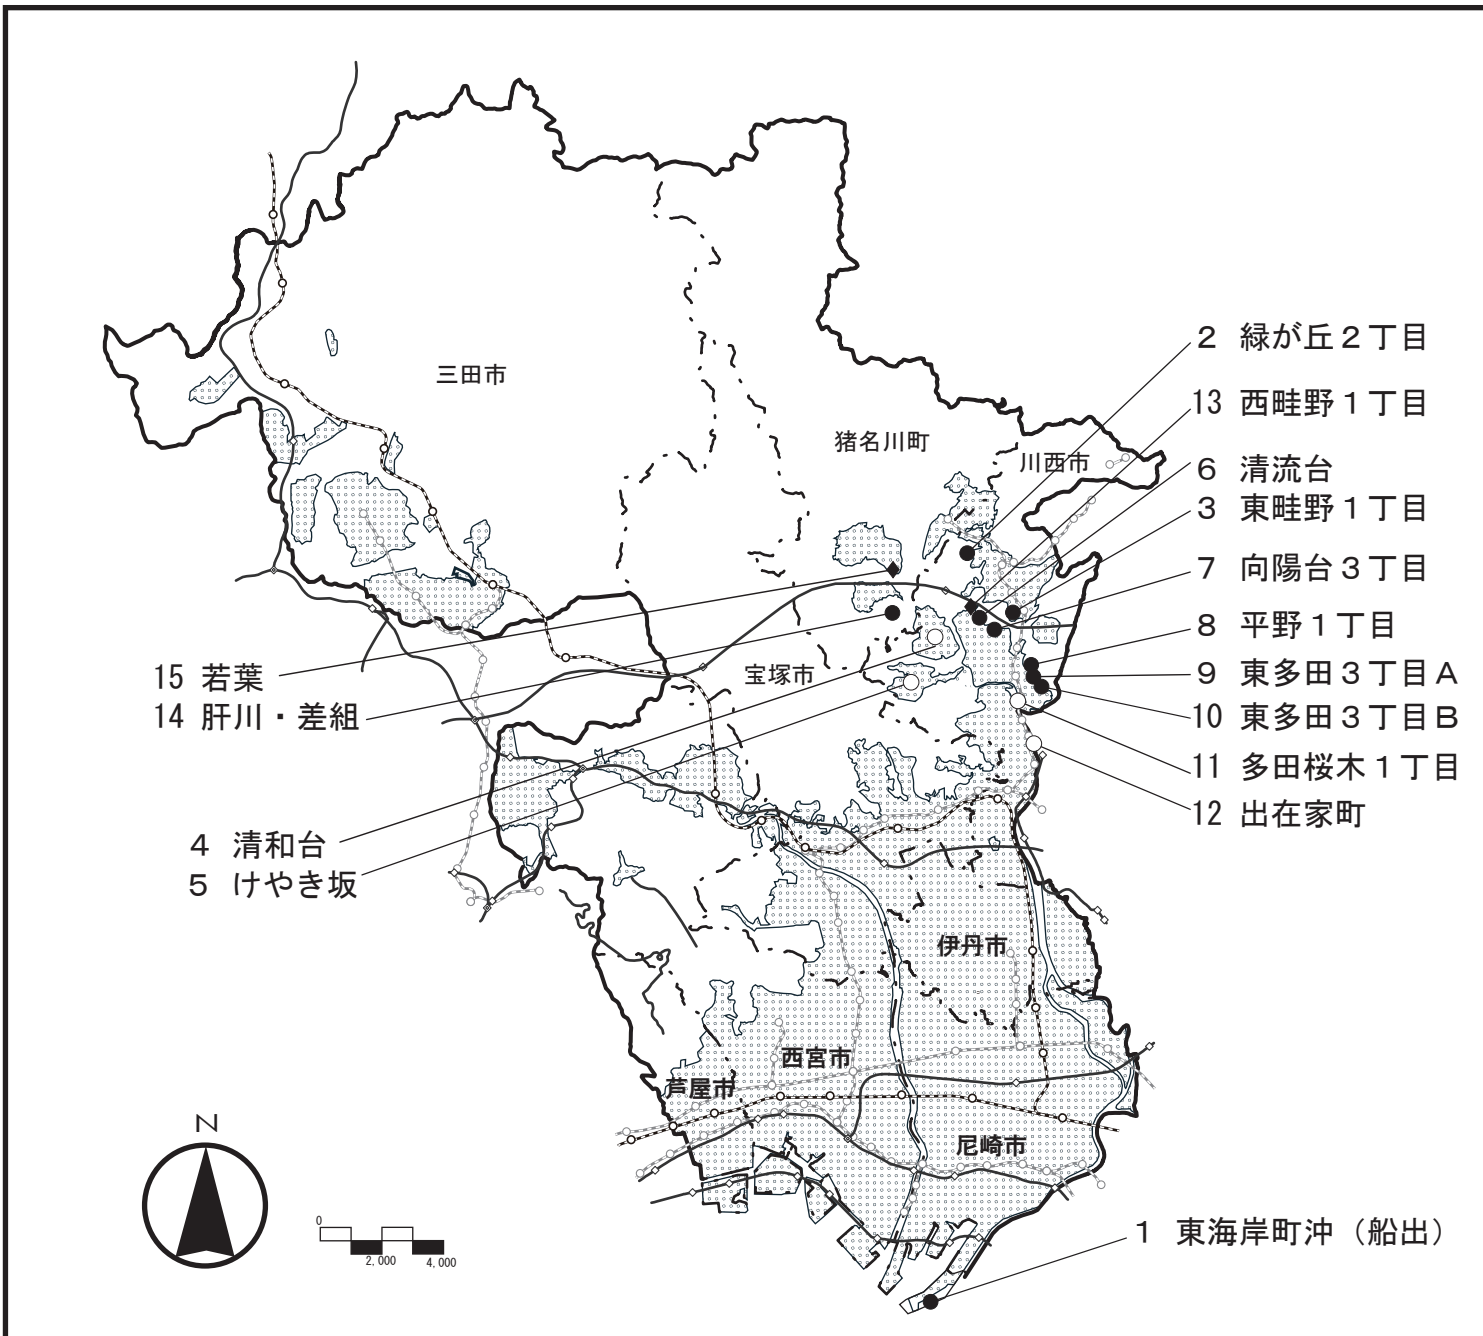 ２ 緑が丘２丁目
13 西畦野１丁目
三田市
猪名川町
川西市
６ 清流台
３ 東畦野１丁目
７ 向陽台３丁目
８ 平野１丁目
15 若葉
宝塚市
９ 東多田３丁目Ａ
14 肝川・差組
10 東多田３丁目Ｂ
11 多田桜木１丁目
12 出在家町
４ 清和台
５ けやき坂
伊丹市
西宮市
芦屋市
尼崎市
N
0
2,000
4,000
１ 東海岸町沖（船出）